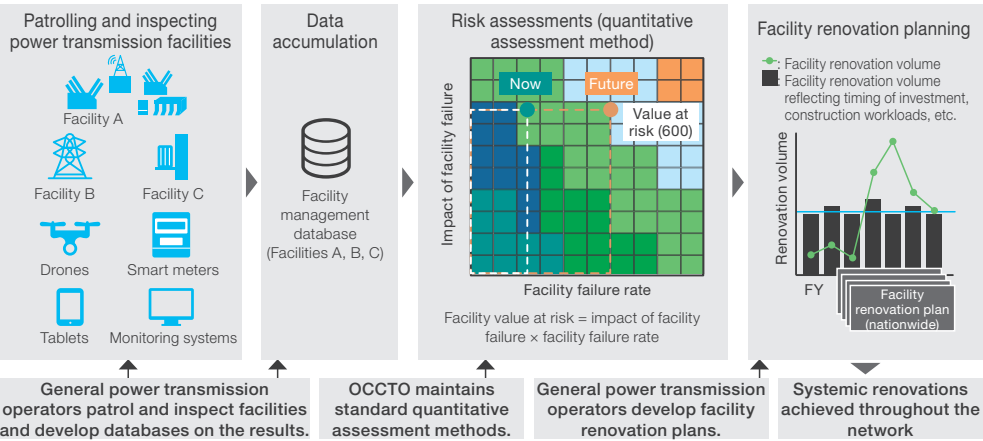 Patrolling and inspecting
power transmission facilities
Facility A
Facility B
Facility C
Drones
Smart meters
Tablets
Monitoring systems
Data
accumulation
Facility
management
database
(Facilities A, B, C)
Risk assessments (quantitative
assessment method)
Now
Future
Value at
risk (600)
Impact of facility failure
Facility failure rate
Facility value at risk = impact of facility
failure × facility failure rate
Facility renovation planning
: Facility renovation volume
: Facility renovation volume
reflecting timing of investment,
construction workloads, etc.
Renovation volume
FY
Facility
renovation plan
(nationwide)
General power transmission
operators patrol and inspect facilities
and develop databases on the results.
OCCTO maintains
standard quantitative
assessment methods.
General power transmission
operators develop facility
renovation plans.
Systemic renovations
achieved throughout the
network